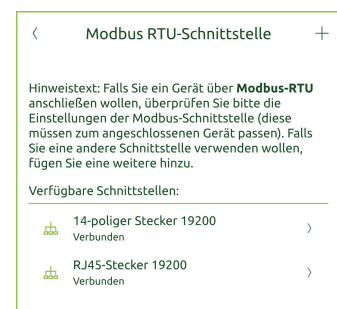 Modbus RTU-Schnittstelle
Hinweistext: Falls Sie ein Gerät über Modbus-RTU
anschließen wollen, überprüfen Sie bitte die
Einstellungen der Modbus-Schnittstelle (diese
müssen zum angeschlossenen Gerät passen). Falls
Sie eine andere Schnittstelle verwenden wollen,
fügen Sie eine weitere hinzu.
Verfügbare Schnittstellen:
14-poliger Stecker 19200
Verbunden
RJ45-Stecker 19200
Verbunden